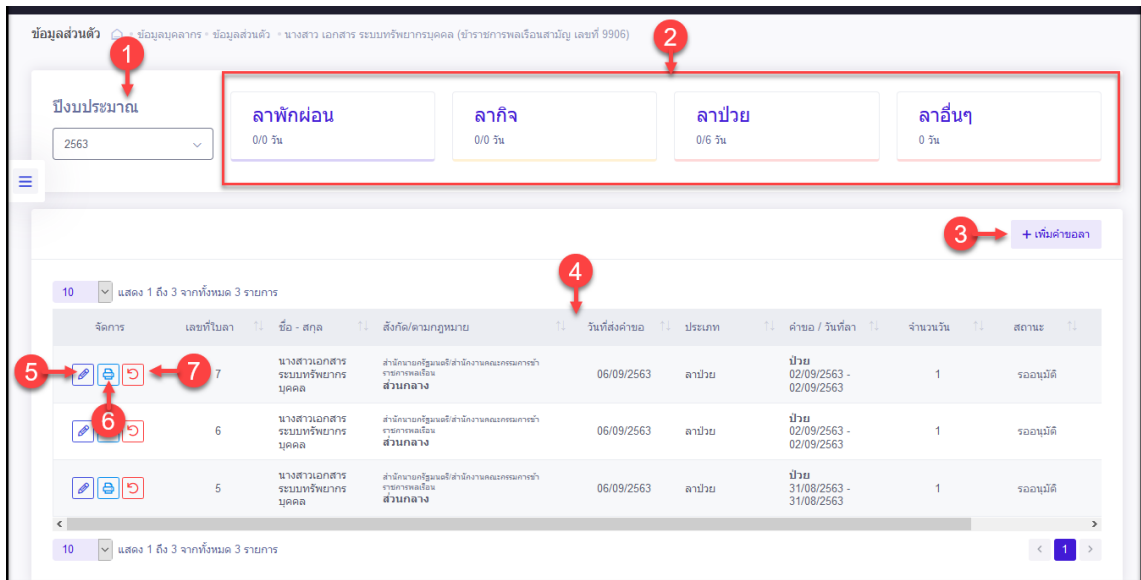 ข้อมูลส่วนตัว ข้อมูลบุคลากร ข้อมูลส่วนตัว นางสาว เอกสาร ระบบทรัพยากรบุคคล (ข้าราชการพลเรือนสามัญ เลขที่ 9906)
1
2
ปีงบประมาณ
2563
ลาพักผ่อน
0/0 วัน
ลากิจ
0/0 วัน
ลาป่วย
0/6 วัน
ลาอื่นๆ
0 วัน
3
+ เพิ่มคำขอลา
4
10 แสดง 1 ถึง 3 จากทั้งหมด 3 รายการ
จัดการ เลขที่ใบลา ชื่อ - สกุล สังกัด/ตามกฎหมาย วันที่ส่งคำขอ ประเภท คำขอ / วันที่ลา จำนวนวัน สถานะ
5
6
7
7
นางสาวเอกสาร
ระบบทรัพยากร
บุคคล
สำนักนายกรัฐมนตรี/สำนักงานคณะกรรมการข้า
ราชการพลเรือน
ส่วนกลาง
06/09/2563
ลาป่วย
ป่วย
02/09/2563 -
02/09/2563
1
รออนุมัติ
6
นางสาวเอกสาร
ระบบทรัพยากร
บุคคล
สำนักนายกรัฐมนตรี/สำนักงานคณะกรรมการข้า
ราชการพลเรือน
ส่วนกลาง
06/09/2563
ลาป่วย
ป่วย
02/09/2563 -
02/09/2563
1
รออนุมัติ
5
นางสาวเอกสาร
ระบบทรัพยากร
บุคคล
สำนักนายกรัฐมนตรี/สำนักงานคณะกรรมการข้า
ราชการพลเรือน
ส่วนกลาง
06/09/2563
ลาป่วย
ป่วย
31/08/2563 -
31/08/2563
1
รออนุมัติ
10 แสดง 1 ถึง 3 จากทั้งหมด 3 รายการ
< 1 >